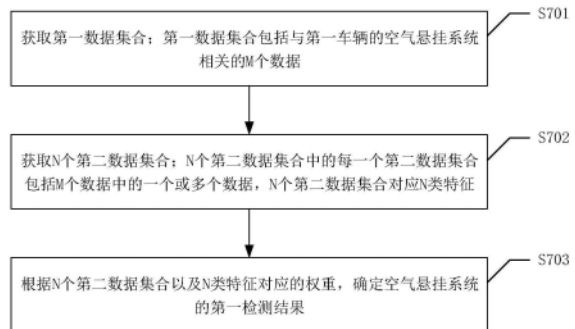 S701
获取第一数据集合；第一数据集合包括与第一车辆的空气悬挂系统
相关的M个数据
S702
获取N个第二数据集合；N个第二数据集合中的每一个第二数据集合
包括M个数据中的一个或多个数据，N个第二数据集合对应N类特征
S703
根据N个第二数据集合以及N类特征对应的权重，确定空气悬挂系统
的第一检测结果